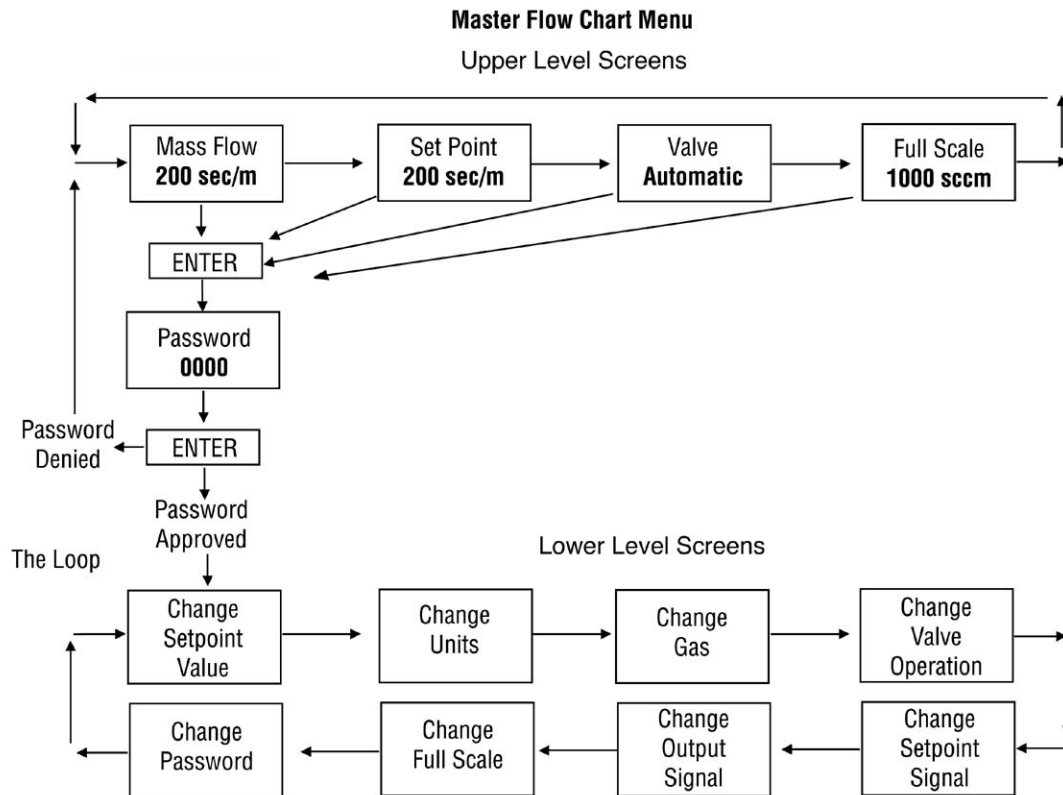 Master Flow Chart Menu
Upper Level Screens
Mass Flow
200 sec/m
Set Point
200 sec/m
Valve
Automatic
Full Scale
1000 sccm
ENTER
Password
0000
Password
Denied
ENTER
Password
Approved
The Loop
Lower Level Screens
Change
Setpoint
Value
Change
Units
Change
Gas
Change
Valve
Operation
Change
Password
Change
Full Scale
Change
Output
Signal
Change
Setpoint
Signal